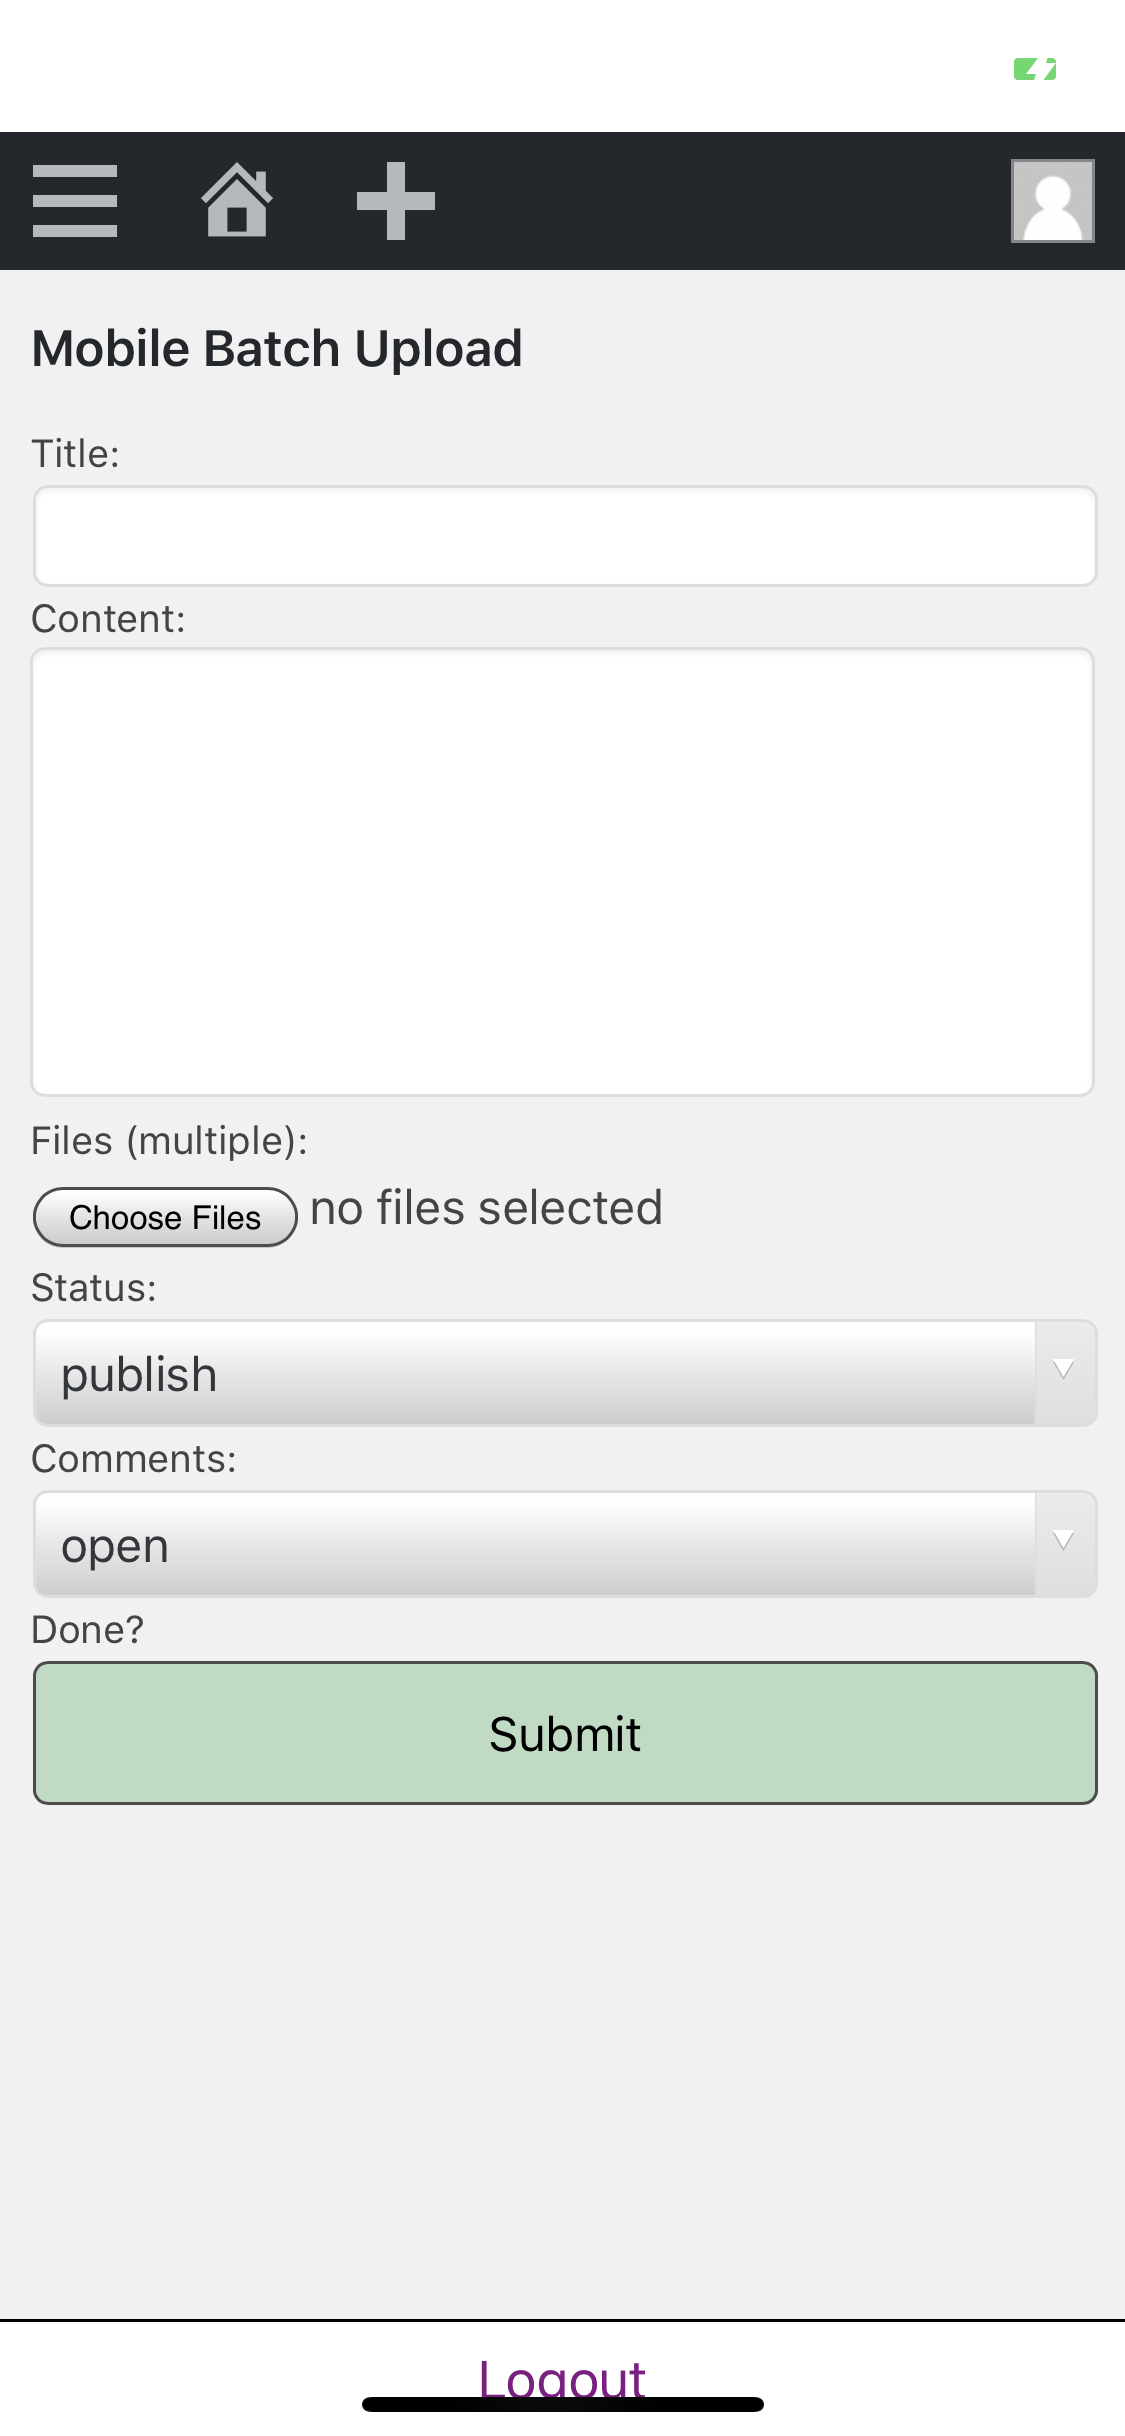 Mobile Batch Upload
Title:
Content:
Files (multiple):
Choose Files no files selected
Status:
publish
Comments:
open
Done?
Submit
Logout